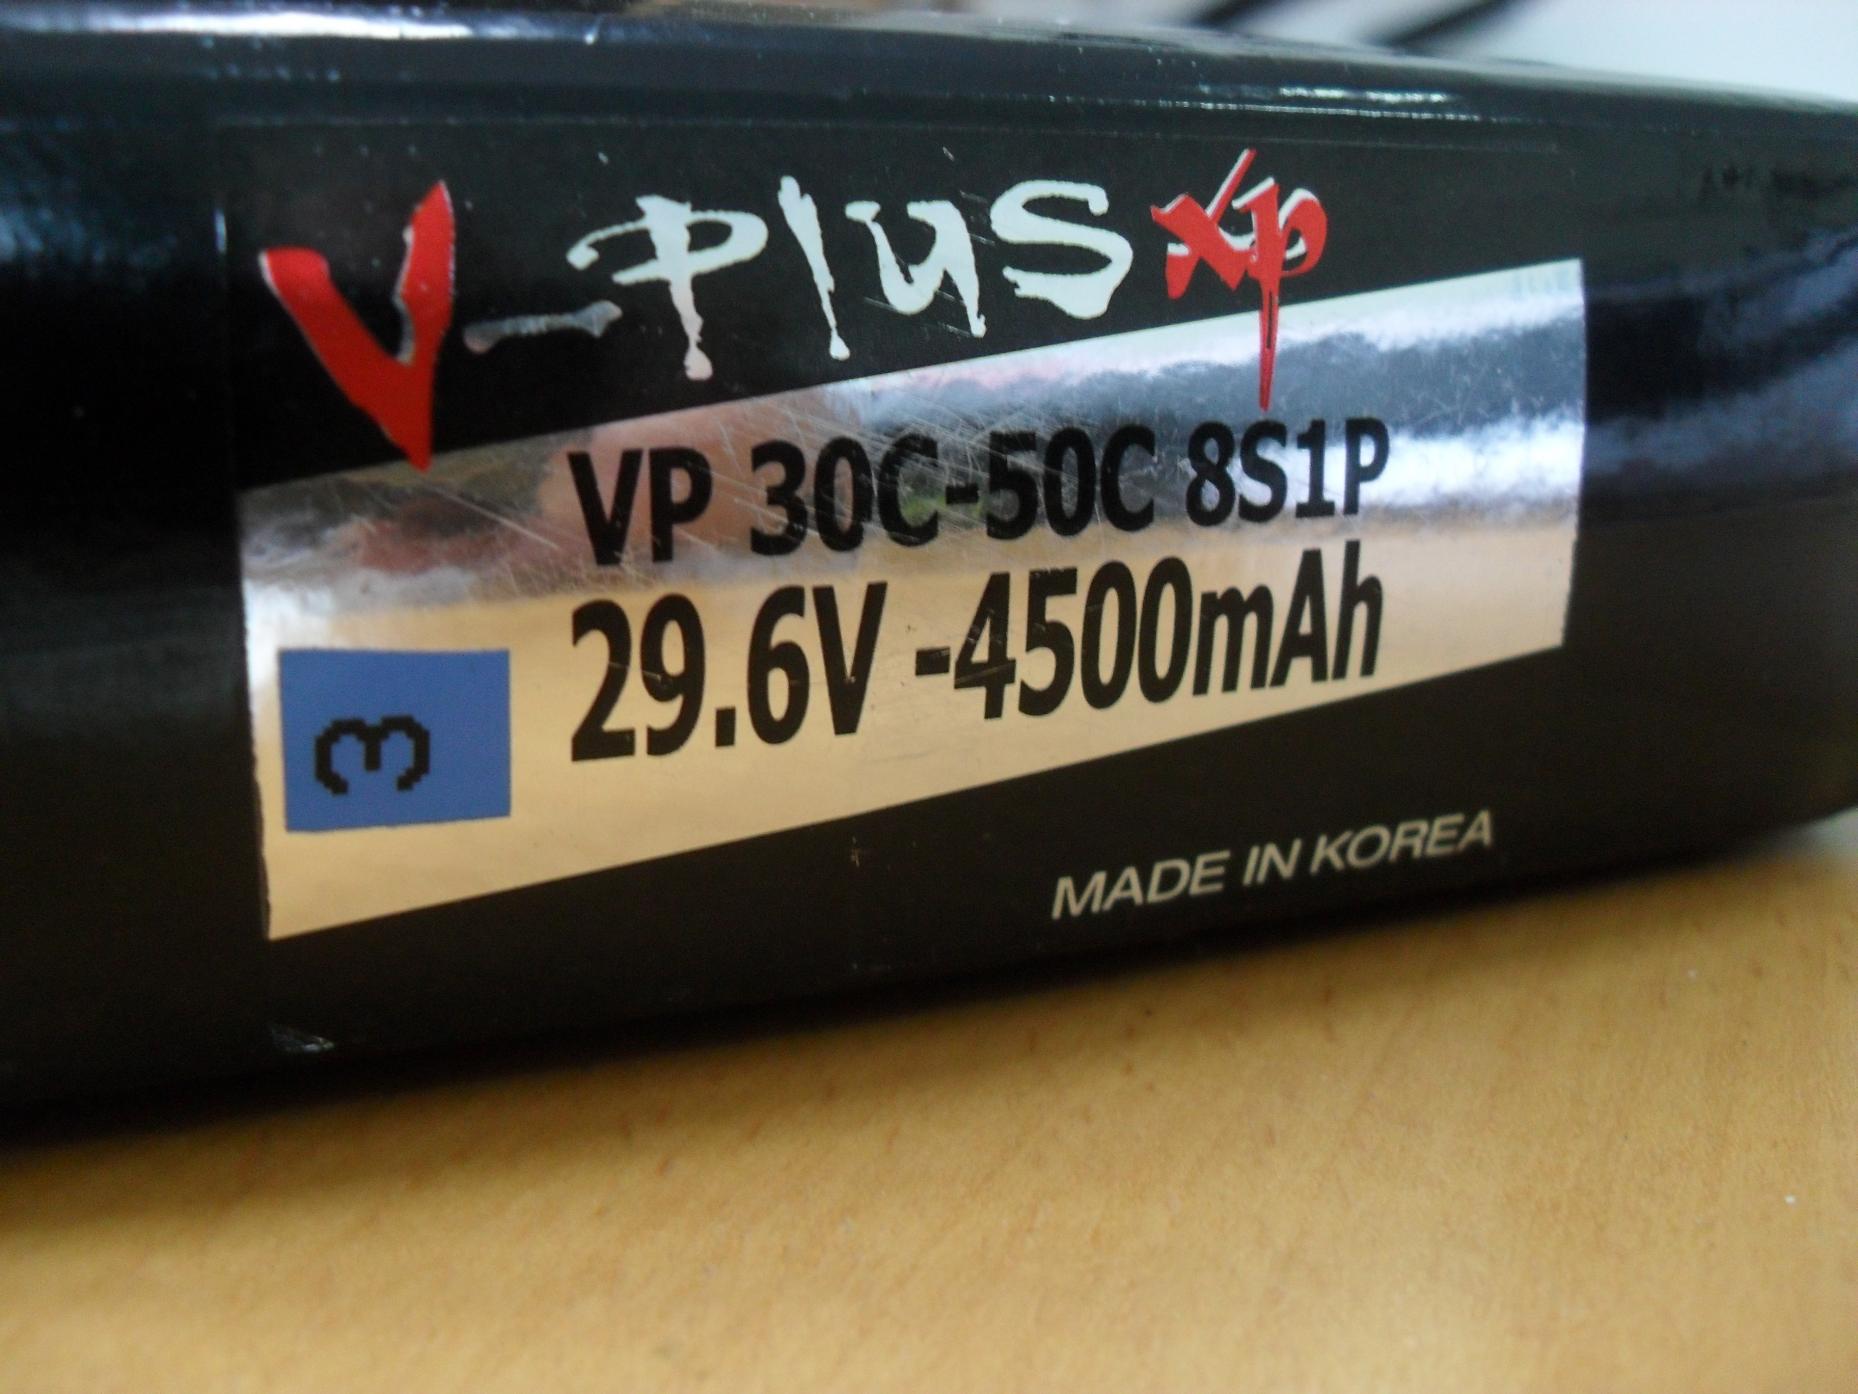 V-PLUS xp
VP 30C-50C 8S1P
29.6V -4500mAh
3
MADE IN KOREA